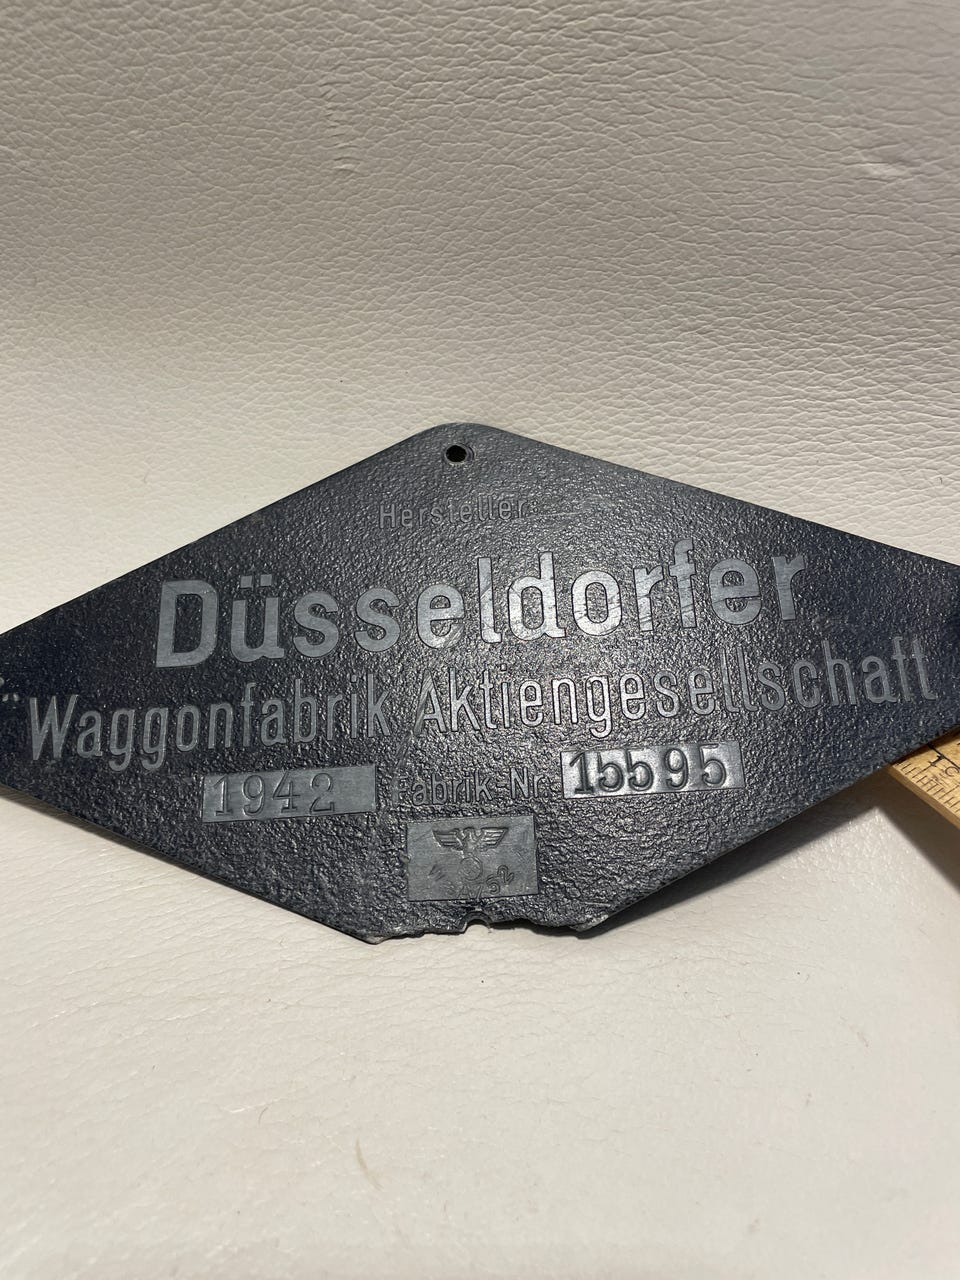 Hersteller:
Düsseldorfer
Waggonfabrik Aktiengesellschaft
1942 Fabrik-Nr. 15595